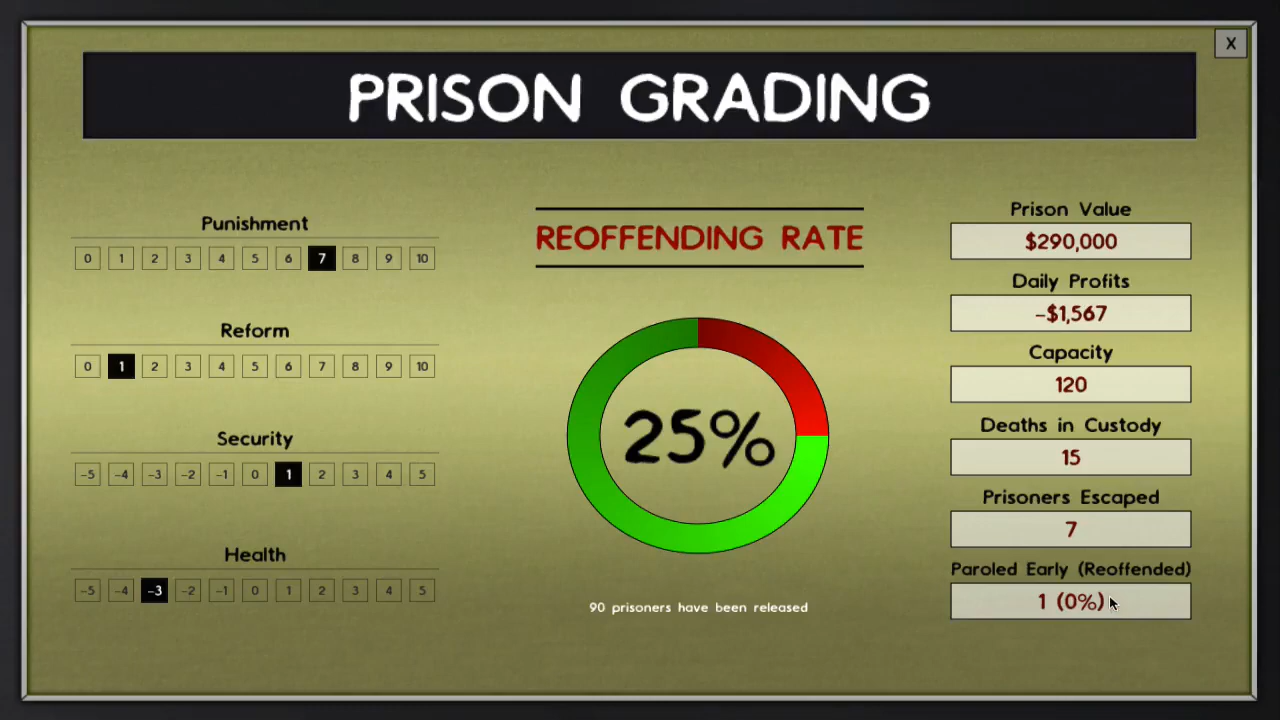 X
PRISON GRADING
Punishment
0 1 2 3 4 5 6 7 8 9 10
Reform
0 1 2 3 4 5 6 7 8 9 10
Security
-5 -4 -3 -2 -1 0 1 2 3 4 5
Health
-5 -4 -3 -2 -1 0 1 2 3 4 5
REOFFENDING RATE
25%
90 prisoners have been released
Prison Value
$290,000
Daily Profits
-$1,567
Capacity
120
Deaths in Custody
15
Prisoners Escaped
7
Paroled Early (Reoffended)
1 (0%)